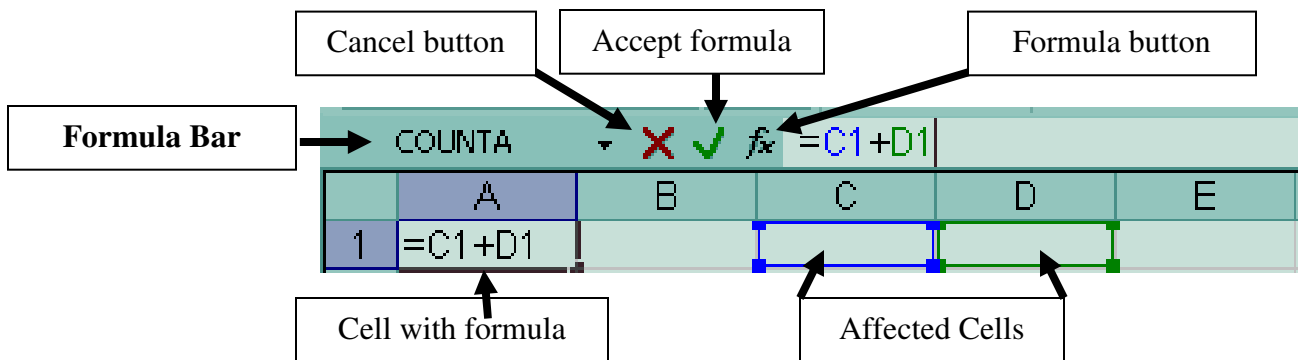 Cancel button
Accept formula
Formula button
Formula Bar
COUNTA fx =C1+D1
A B C D E
1 =C1+D1
Cell with formula
Affected Cells